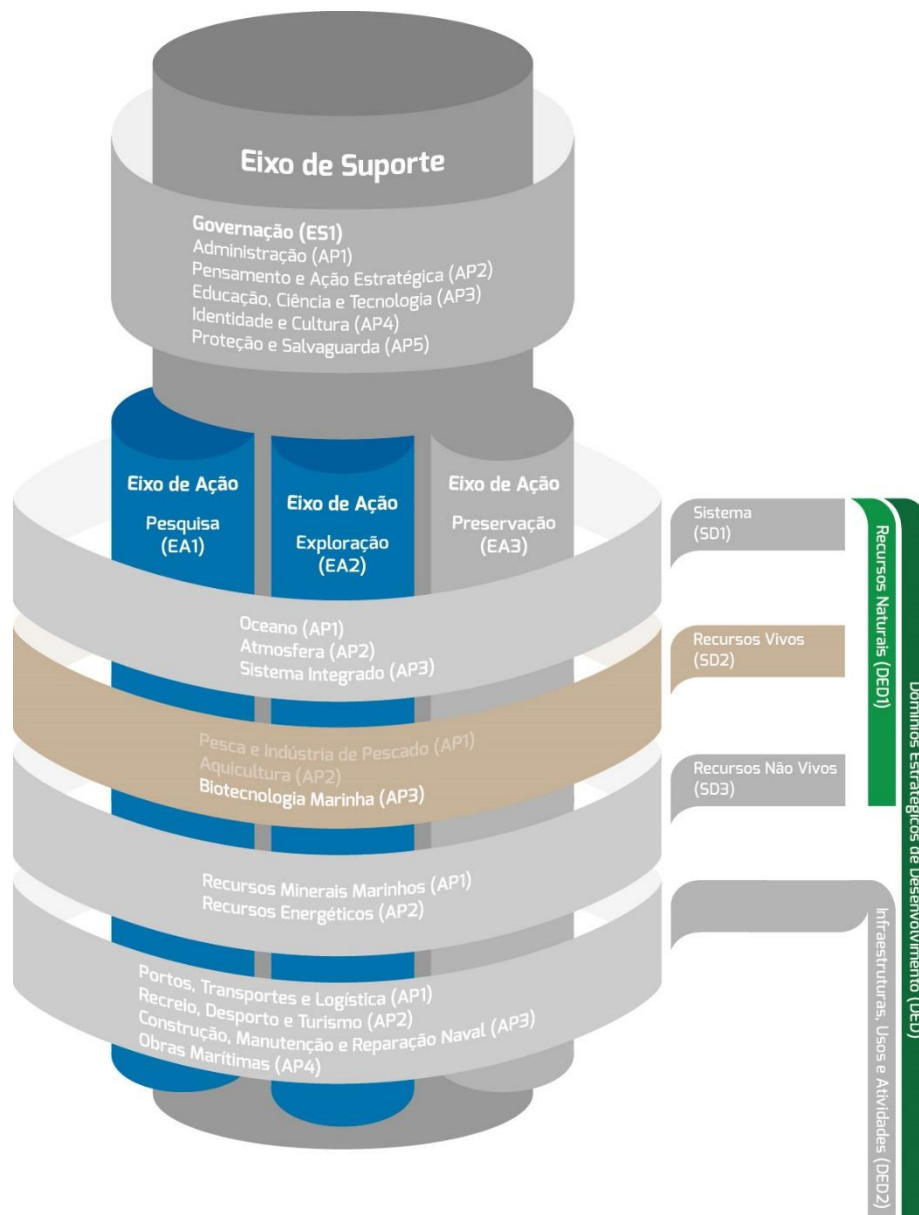 Eixo de Suporte
Governação (ES1)
Administração (AP1)
Pensamento e Ação Estratégica (AP2)
Educação, Ciência e Tecnologia (AP3)
Identidade e Cultura (AP4)
Proteção e Salvaguarda (AP5)
Eixo de Ação
Pesquisa
(EA1)
Eixo de Ação
Exploração
(EA2)
Eixo de Ação
Preservação
(EA3)
Oceano (AP1)
Atmosfera (AP2)
Sistema Integrado (AP3)
Pesca e Indústria de Pescado (AP1)
Aquicultura (AP2)
Biotecnologia Marinha (AP3)
Recursos Minerais Marinhos (AP1)
Recursos Energéticos (AP2)
Portos, Transportes e Logística (AP1)
Recreio, Desporto e Turismo (AP2)
Construção, Manutenção e Reparação Naval (AP3)
Obras Marítimas (AP4)
Sistema
(SD1)
Recursos Vivos
(SD2)
Recursos Não Vivos
(SD3)
Recursos Naturais (DED1)
Infraestruturas, Usos e Atividades (DED2)
Domínios Estratégicos de Desenvolvimento (DED)